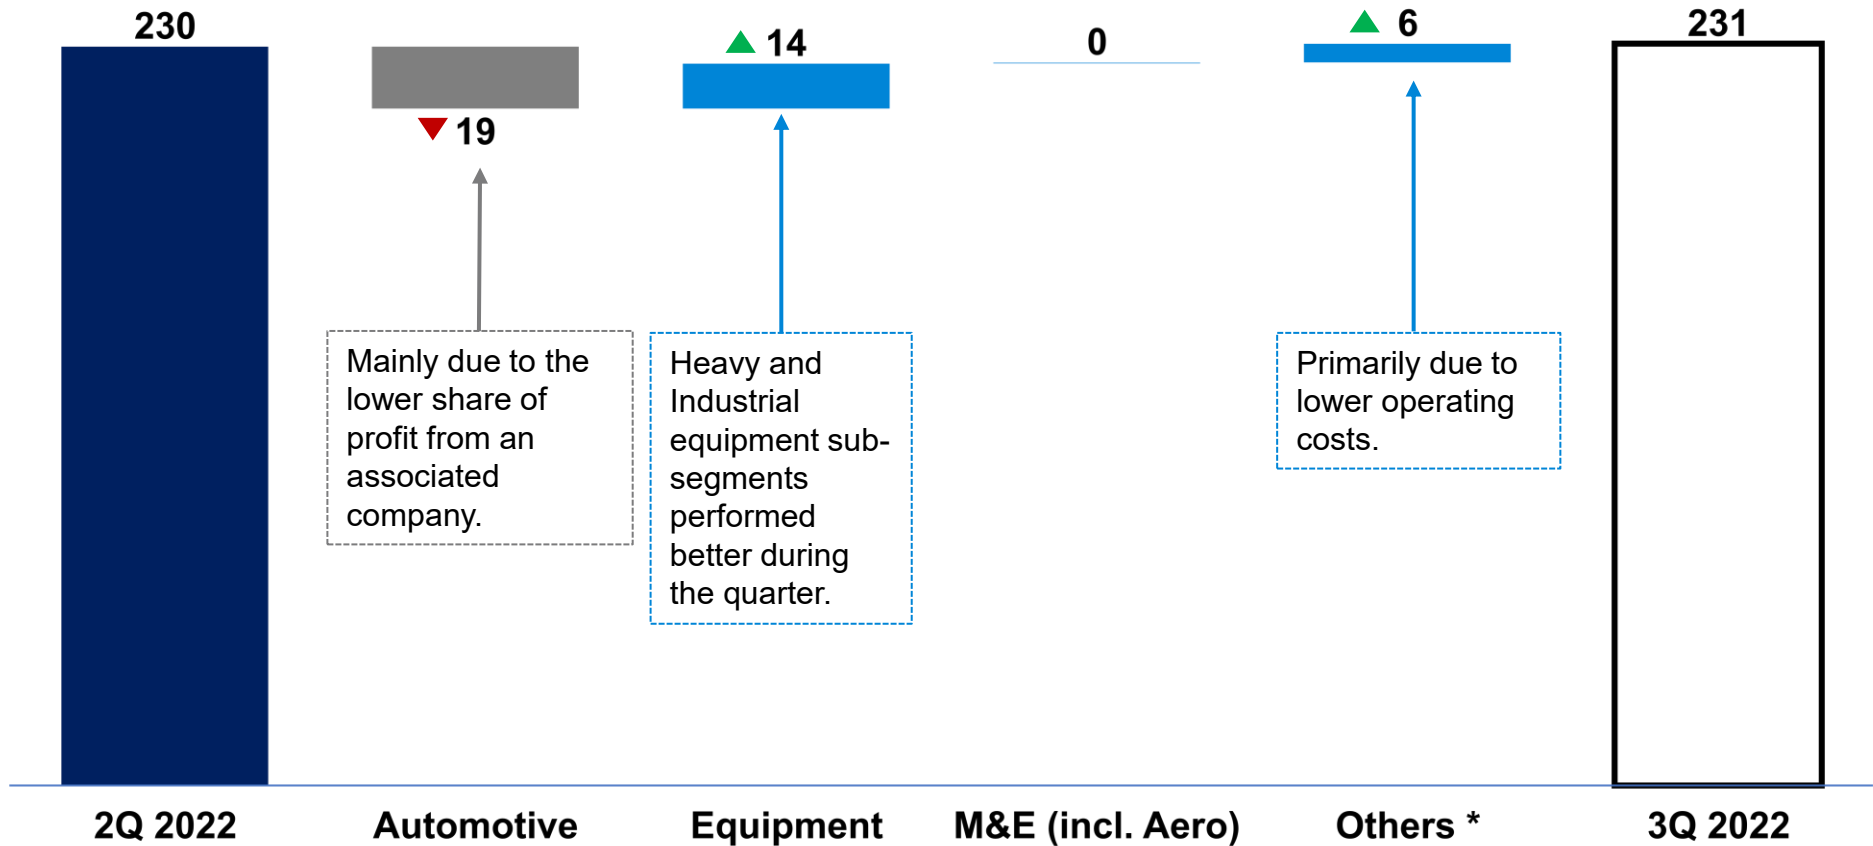 230
19
14
0
6
231
Mainly due to the
lower share of
profit from an
associated
company.
Heavy and
Industrial
equipment sub-
segments
performed
better during
the quarter.
Primarily due to
lower operating
costs.
2Q 2022
Automotive
Equipment
M&E (incl. Aero)
Others *
3Q 2022